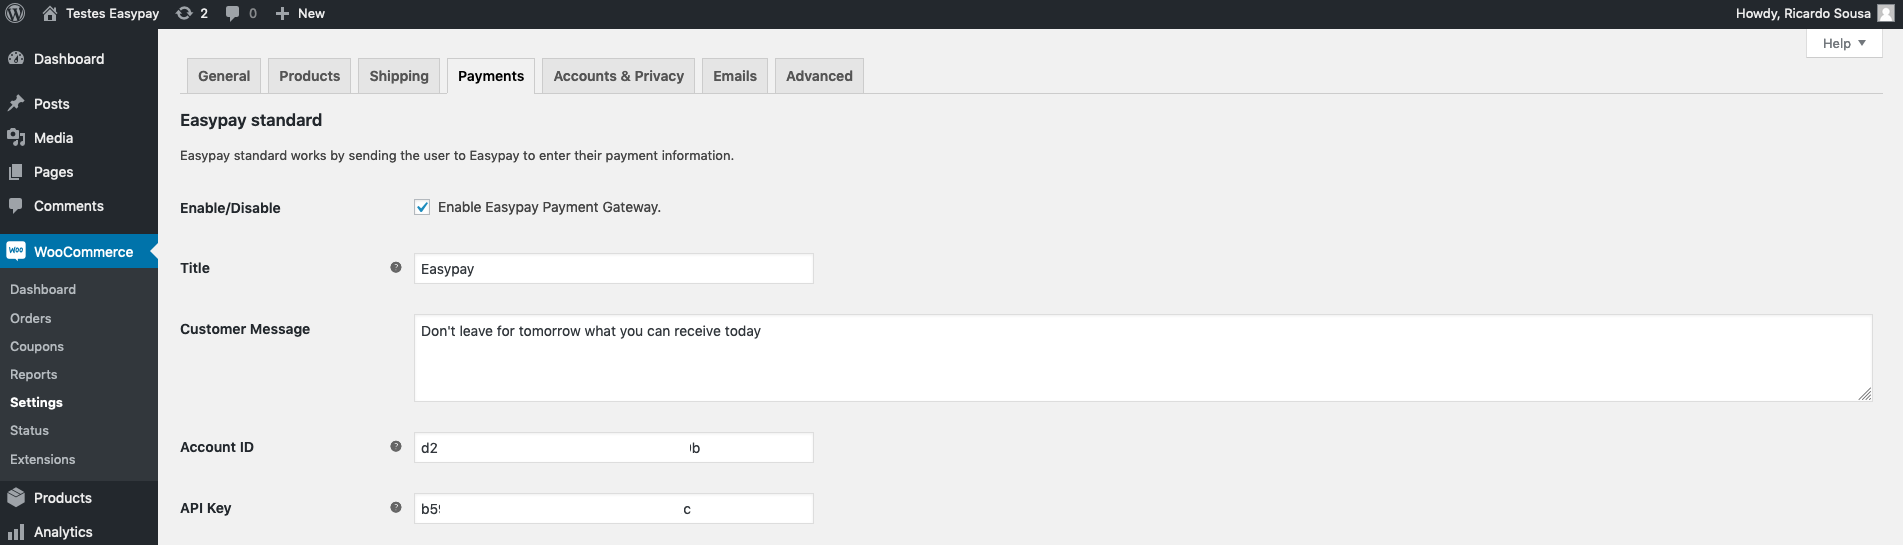 Testes Easypay 2 0 New
Howdy, Ricardo Sousa
Help
Dashboard
Posts
Media
Pages
Comments
WooCommerce
Dashboard
Orders
Coupons
Reports
Settings
Status
Extensions
Products
Analytics
General Products Shipping Payments Accounts & Privacy Emails Advanced
Easypay standard
Easypay standard works by sending the user to Easypay to enter their payment information.
Enable/Disable
Enable Easypay Payment Gateway.
Title
Easypay
Customer Message
Don't leave for tomorrow what you can receive today
Account ID
d2 b
API Key
b5 c